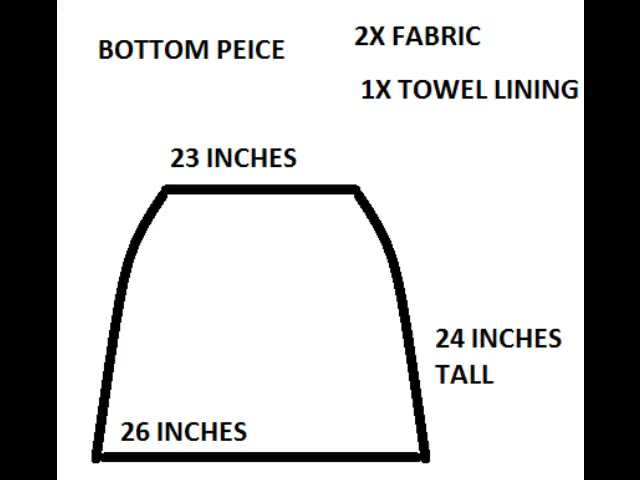 BOTTOM PEICE
2X FABRIC
1X TOWEL LINING
23 INCHES
24 INCHES
TALL
26 INCHES